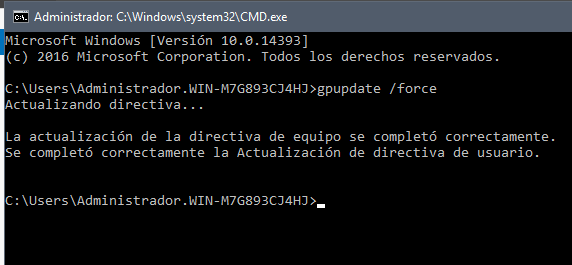 Administrador: C:\Windows\system32\CMD.exe
Microsoft Windows [Versión 10.0.14393]
(c) 2016 Microsoft Corporation. Todos los derechos reservados.
C:\Users\Administrador.WIN-M7G893CJ4HJ>gpupdate /force
Actualizando directiva...
La actualización de la directiva de equipo se completó correctamente.
Se completó correctamente la Actualización de directiva de usuario.
C:\Users\Administrador.WIN-M7G893CJ4HJ>